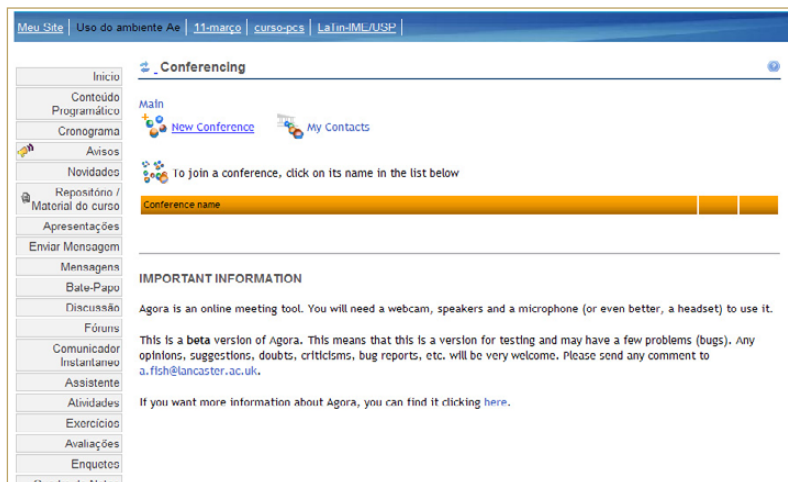 Meu Site | Uso do ambiente Ae | 11-março | curso-pcs | LaTin-IME/USP |
Conferencing
Main
New Conference My Contacts
To join a conference, click on its name in the list below
Conference name
IMPORTANT INFORMATION
Agora is an online meeting tool. You will need a webcam, speakers and a microphone (or even better, a headset) to use it.
This is a beta version of Agora. This means that this is a version for testing and may have a few problems (bugs). Any
opinions, suggestions, doubts, criticisms, bug reports, etc. will be very welcome. Please send any comment to
a.fish@lancaster.ac.uk.
If you want more information about Agora, you can find it clicking here.
Inicio
Conteúdo
Programático
Cronograma
Avisos
Novidades
Repositório /
Material do curso
Apresentações
Enviar Mensagem
Mensagens
Bate-Papo
Discussão
Fóruns
Comunicador
Instantaneo
Assistente
Atividades
Exercícios
Avaliações
Enquetes